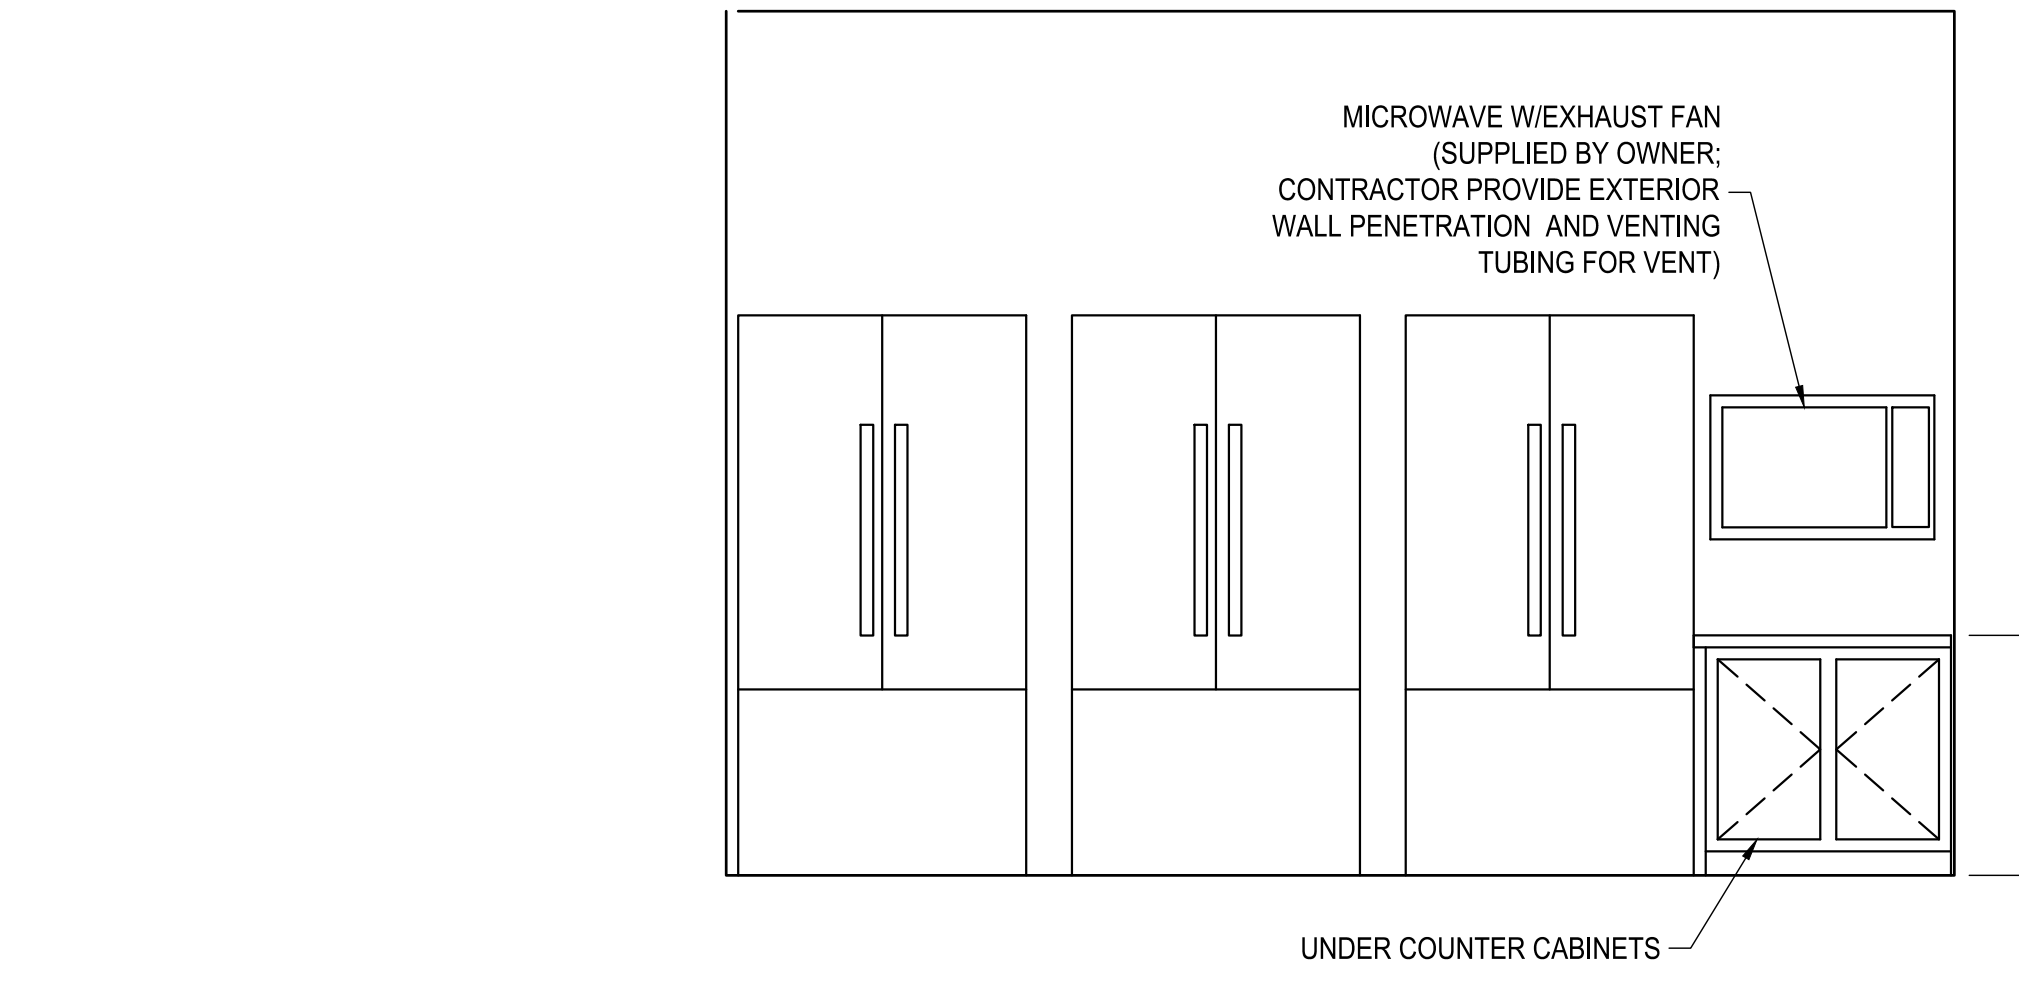 MICROWAVE W/EXHAUST FAN
(SUPPLIED BY OWNER;
CONTRACTOR PROVIDE EXTERIOR
WALL PENETRATION AND VENTING
TUBING FOR VENT)
UNDER COUNTER CABINETS